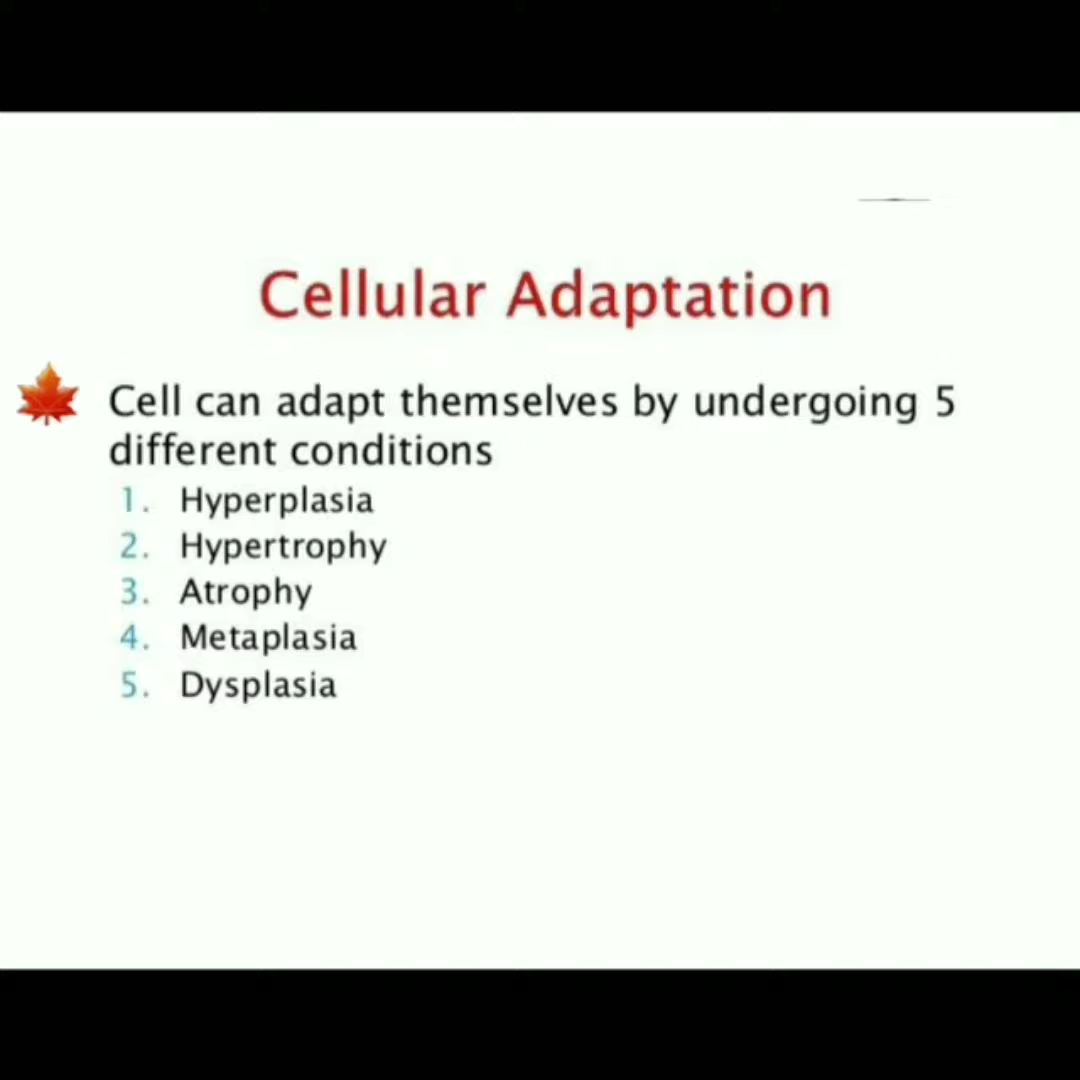 Cellular Adaptation
Cell can adapt themselves by undergoing 5
different conditions
1. Hyperplasia
2. Hypertrophy
3. Atrophy
4. Metaplasia
5. Dysplasia